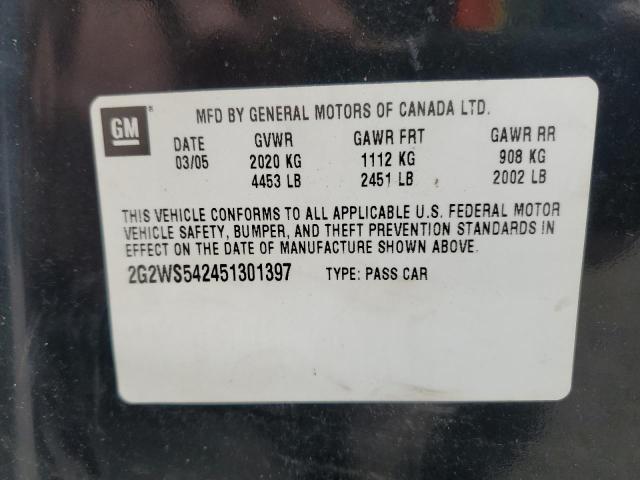 GM ®
MFD BY GENERAL MOTORS OF CANADA LTD.
DATE GVWR GAWR FRT GAWR RR
03/05 2020 KG 1112 KG 908 KG
4453 LB 2451 LB 2002 LB
THIS VEHICLE CONFORMS TO ALL APPLICABLE U.S. FEDERAL MOTOR
VEHICLE SAFETY, BUMPER, AND THEFT PREVENTION STANDARDS IN
EFFECT ON THE DATE OF MANUFACTURE SHOWN ABOVE.
2G2WS542451301397 TYPE: PASS CAR